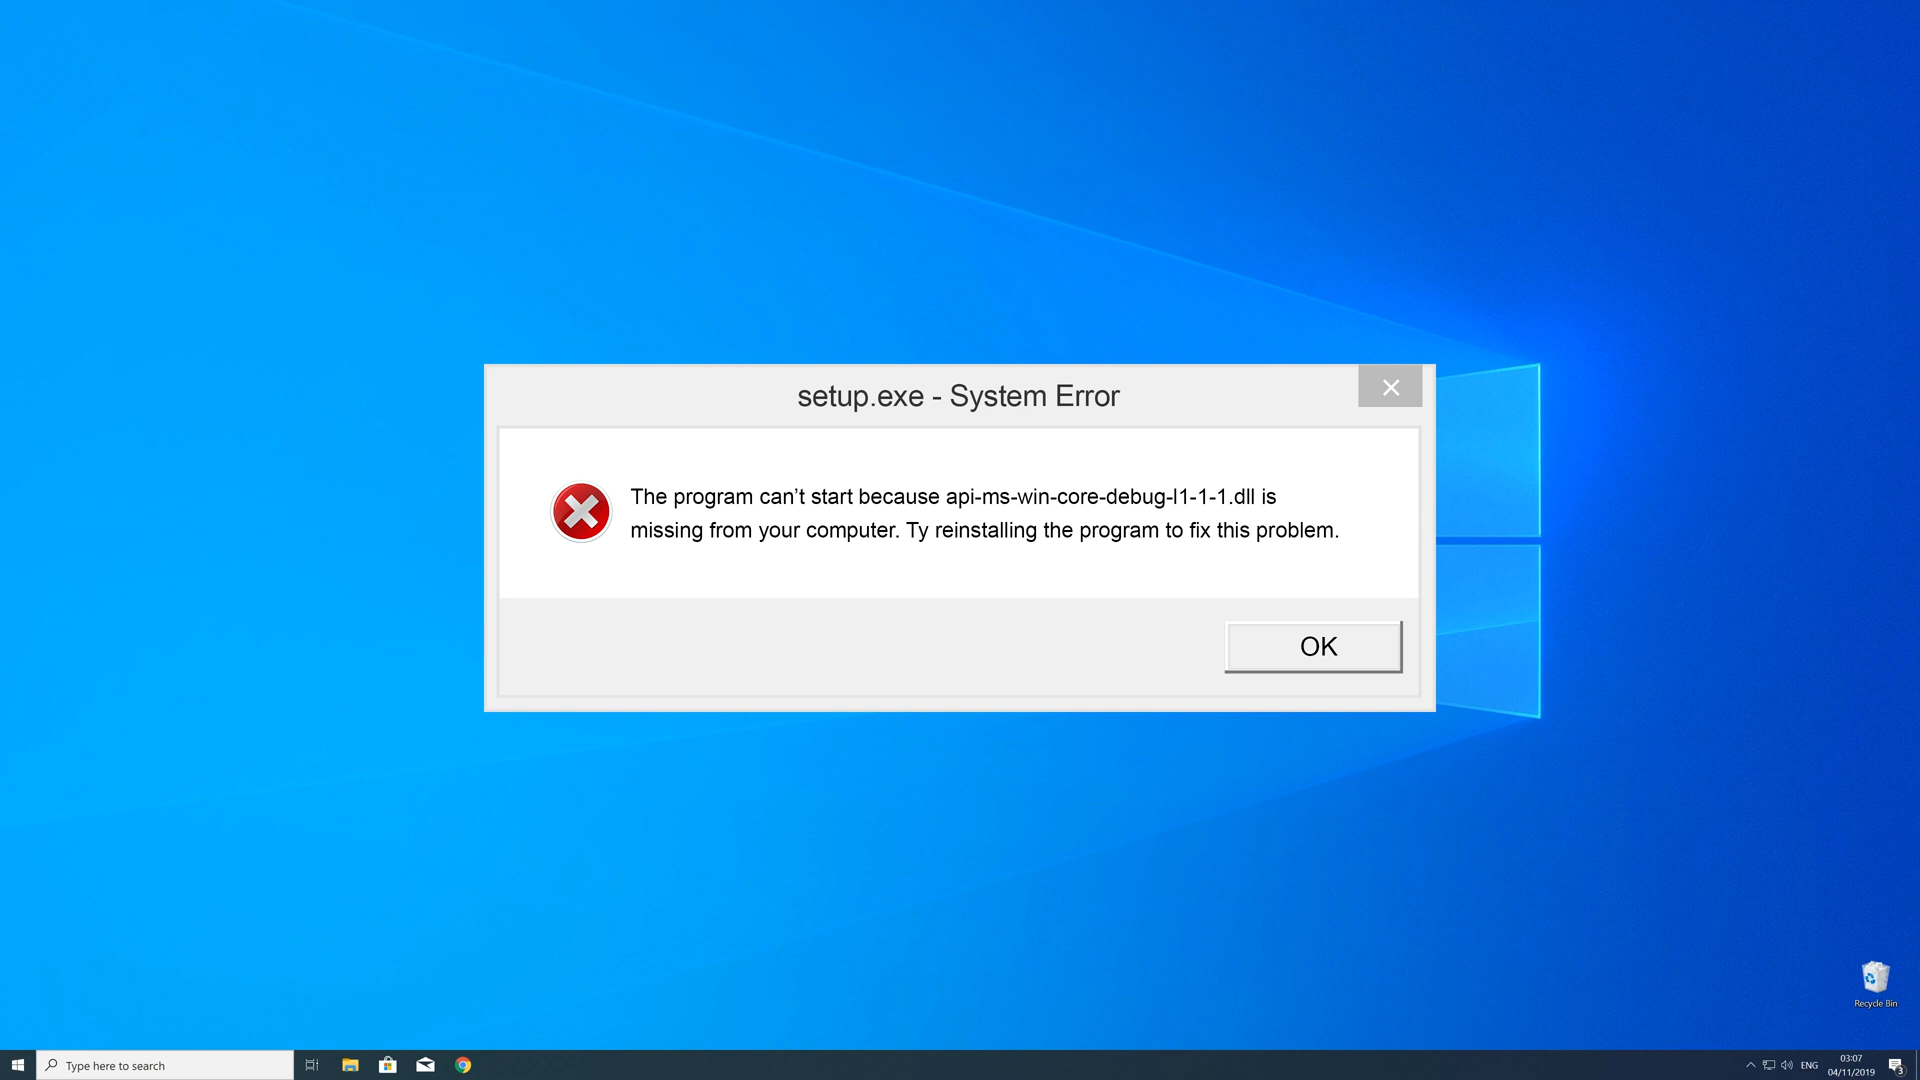 setup.exe - System Error
The program can’t start because api-ms-win-core-debug-l1-1-1.dll is
missing from your computer. Ty reinstalling the program to fix this problem.
OK
Recycle Bin
Type here to search
ENG
03:07
04/11/2019
3